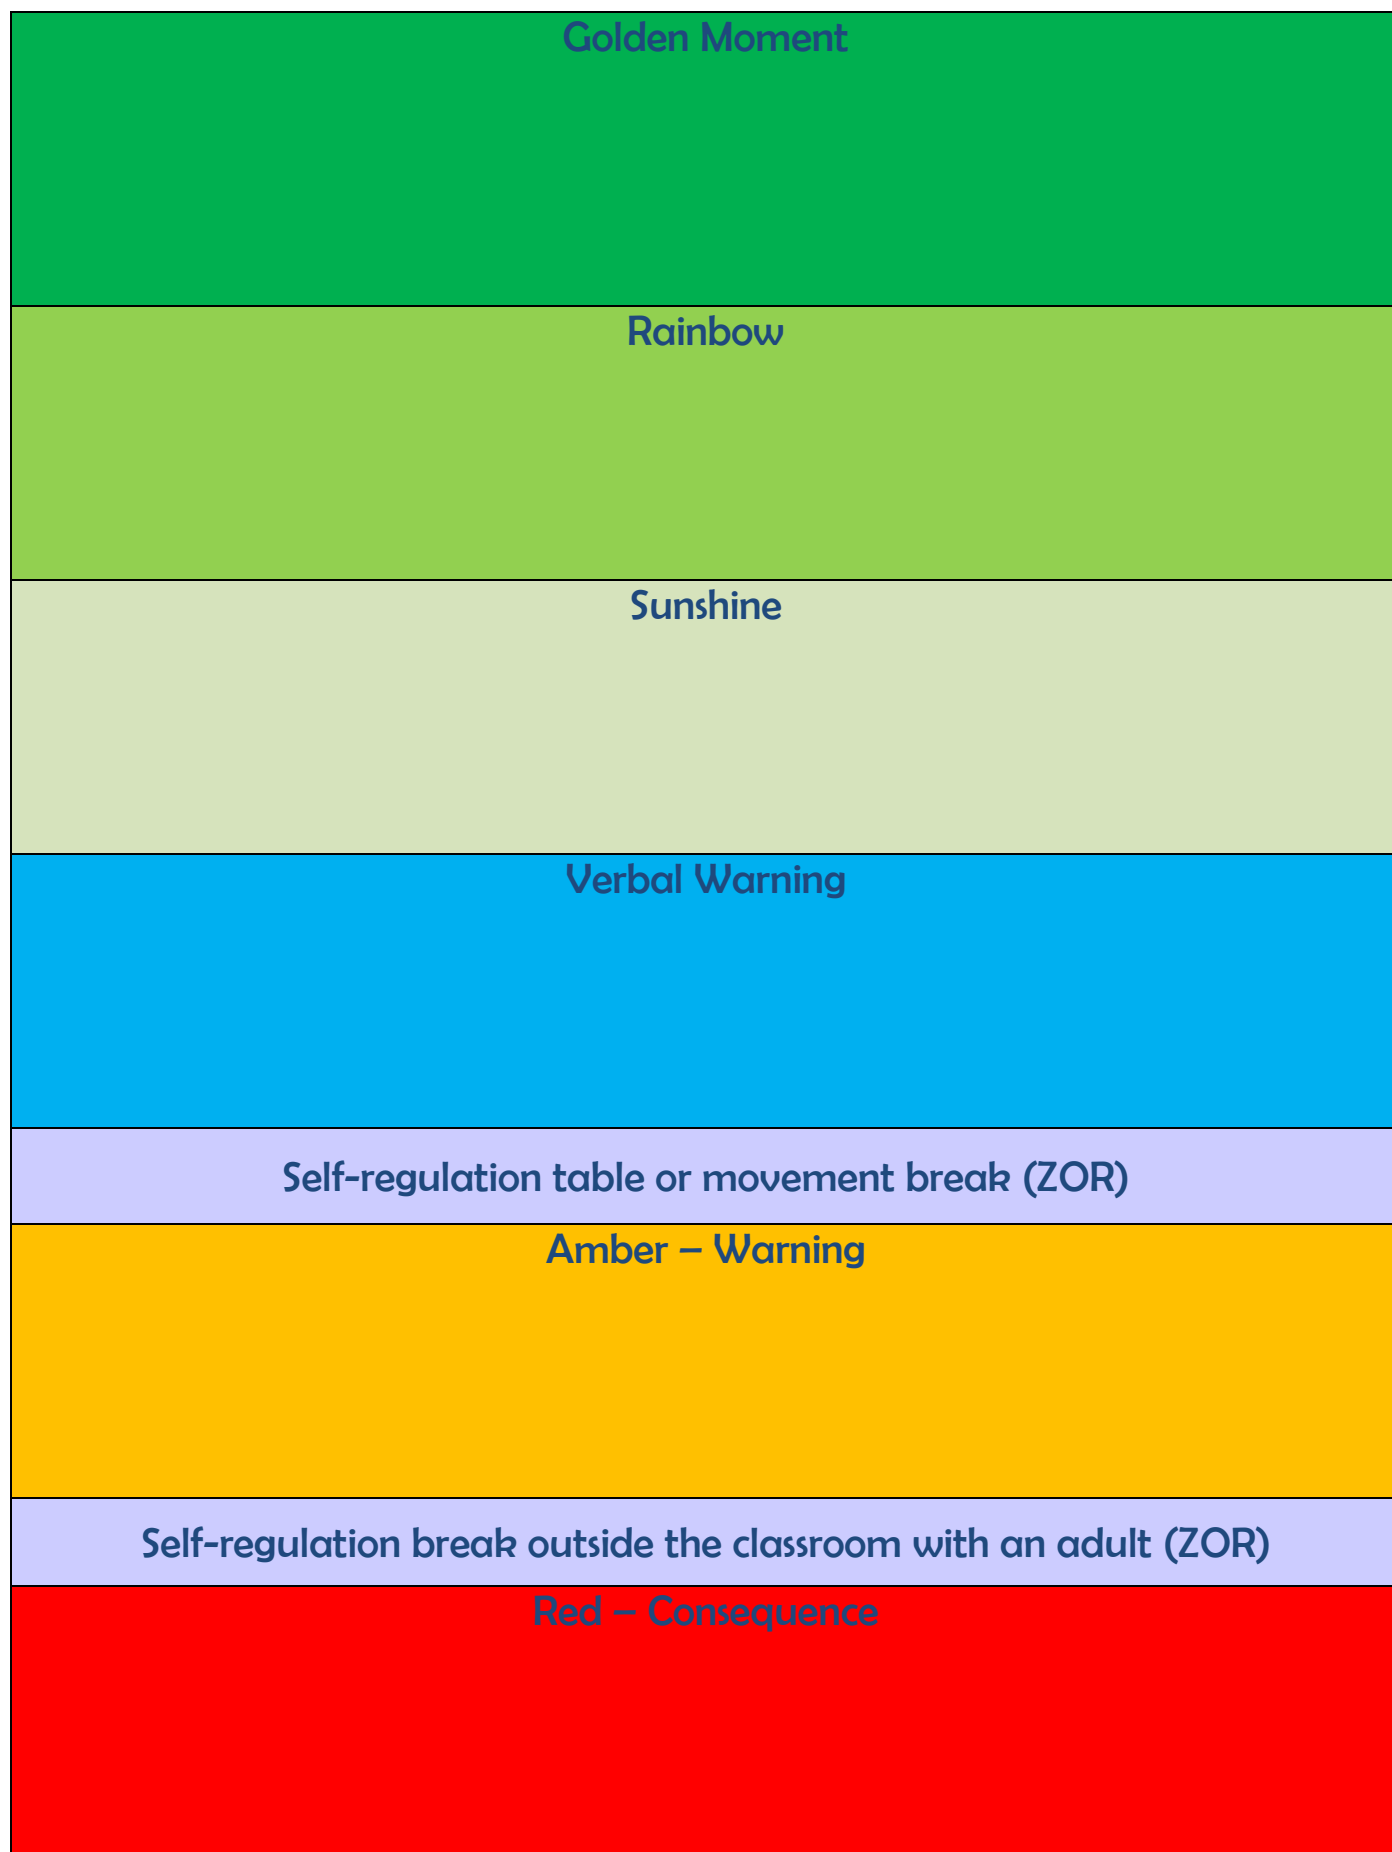 Golden Moment
Rainbow
Sunshine
Verbal Warning
Self-regulation table or movement break (ZOR)
Amber – Warning
Self-regulation break outside the classroom with an adult (ZOR)
Red – Consequence